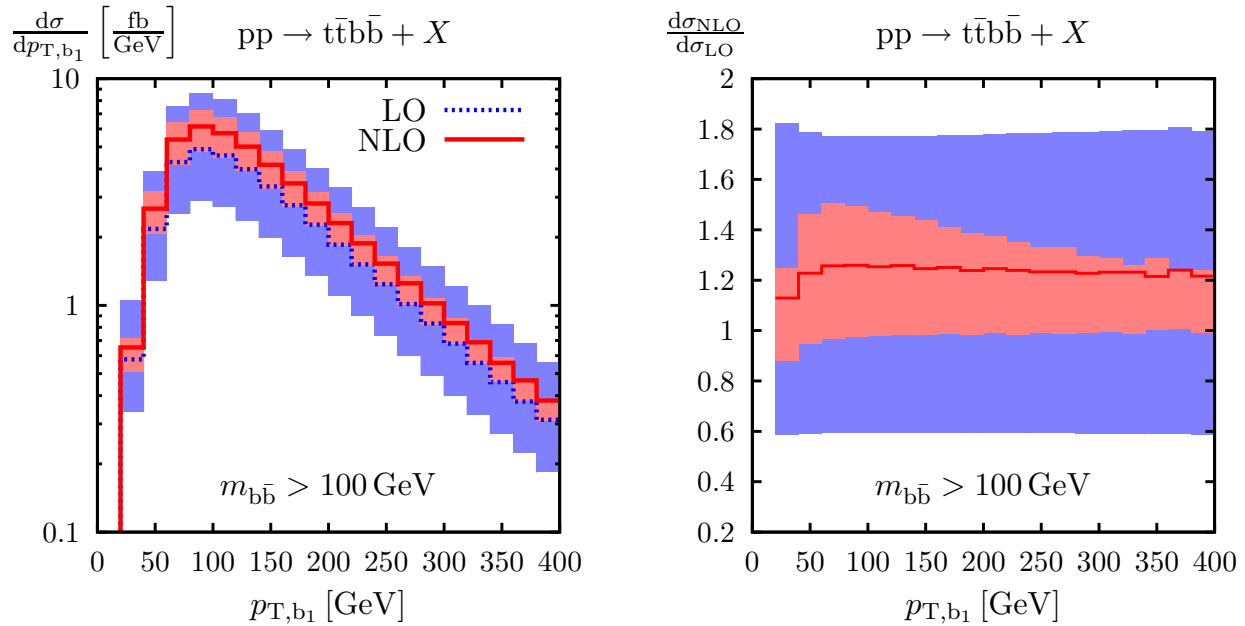 dσ/dp_T,b₁ [fb/GeV] pp → tt̄bb̄ + X
10
1
0.1
LO
NLO
m_bb̄ > 100 GeV
0 50 100 150 200 250 300 350 400
p_T,b₁ [GeV]
dσ_NLO/dσ_LO pp → tt̄bb̄ + X
2
1.8
1.6
1.4
1.2
1
0.8
0.6
0.4
0.2
m_bb̄ > 100 GeV
0 50 100 150 200 250 300 350 400
p_T,b₁ [GeV]